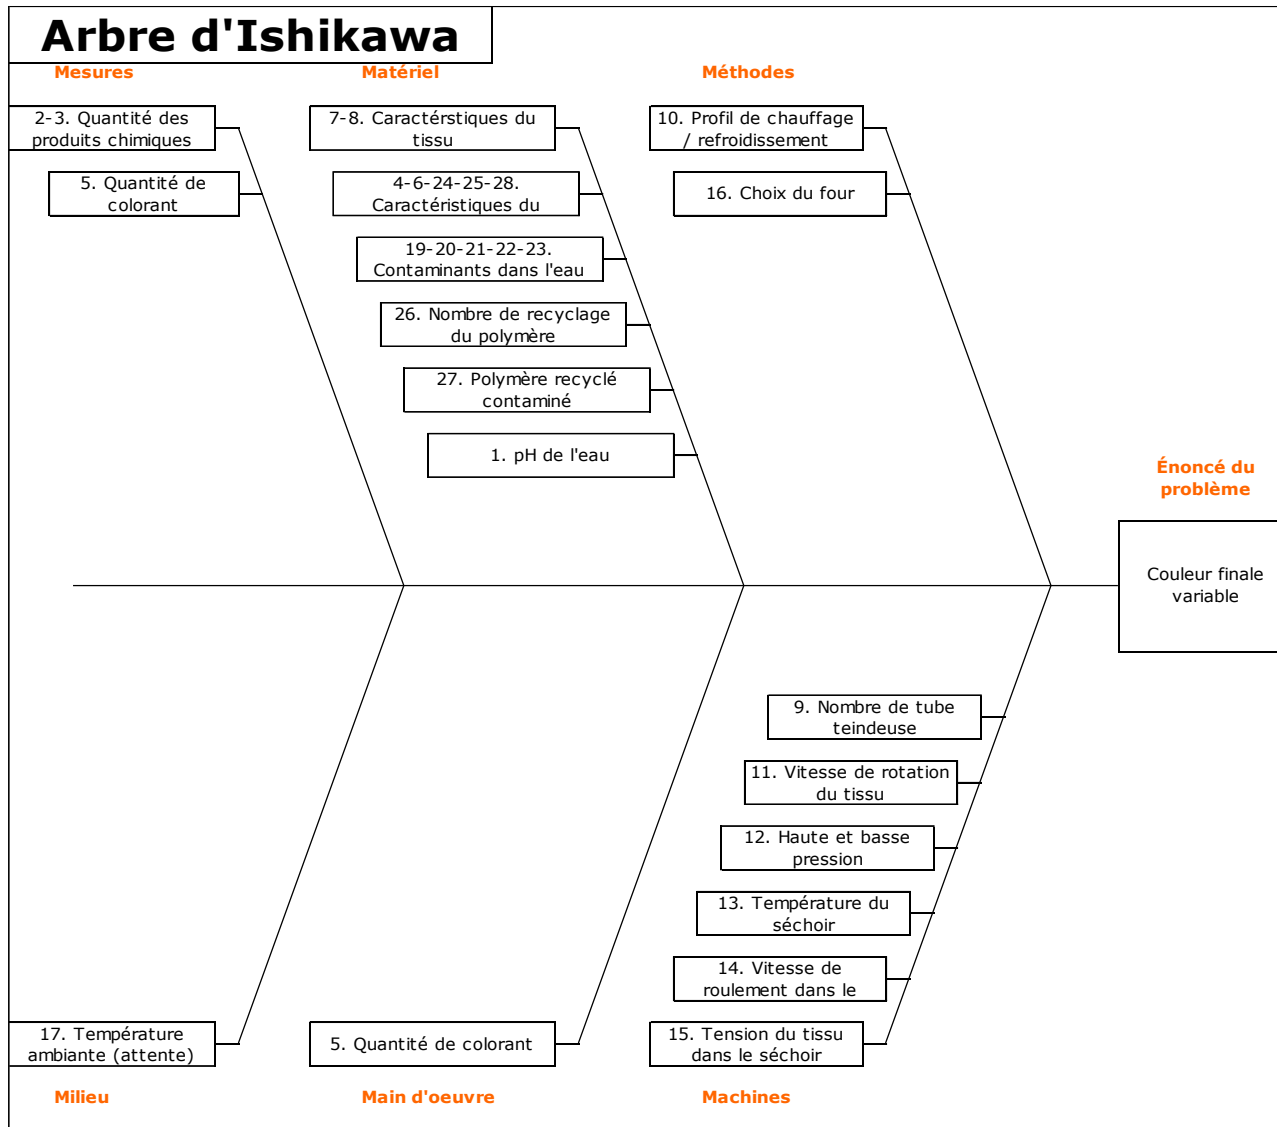 Arbre d'Ishikawa
Mesures
Matériel
Méthodes
2-3. Quantité des
produits chimiques
5. Quantité de
colorant
7-8. Caractérstiques du
tissu
4-6-24-25-28.
Caractéristiques du
19-20-21-22-23.
Contaminants dans l'eau
26. Nombre de recyclage
du polymère
27. Polymère recyclé
contaminé
1. pH de l'eau
10. Profil de chauffage
/ refroidissement
16. Choix du four
Énoncé du
problème
Couleur finale
variable
17. Température
ambiante (attente)
5. Quantité de colorant
9. Nombre de tube
teindeuse
11. Vitesse de rotation
du tissu
12. Haute et basse
pression
13. Température du
séchoir
14. Vitesse de
roulement dans le
15. Tension du tissu
dans le séchoir
Milieu
Main d'oeuvre
Machines